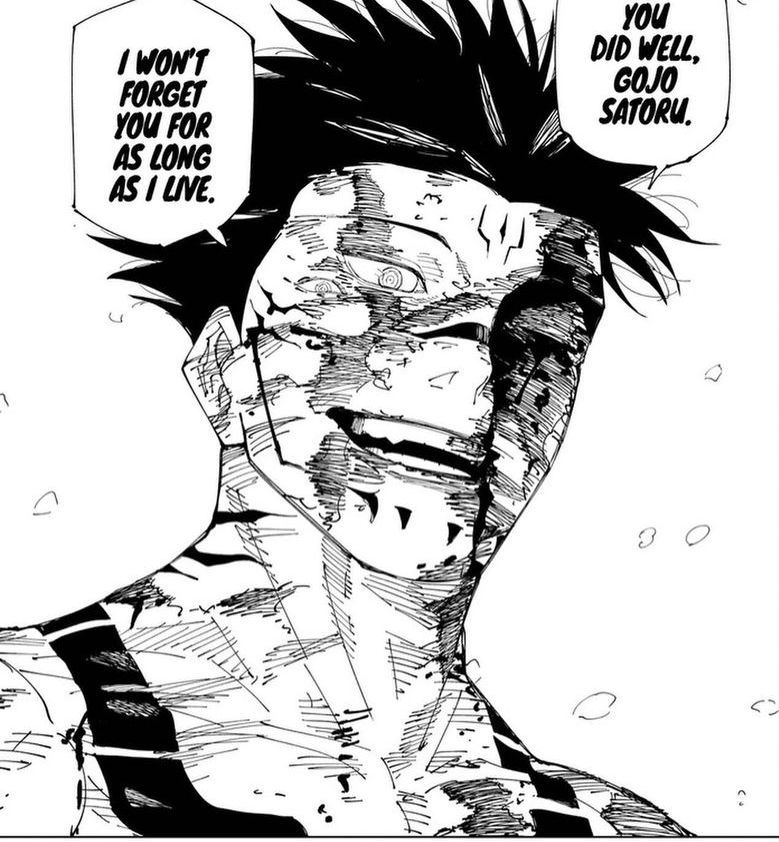 YOU
DID WELL,
GOJO
SATORU.
I WON'T
FORGET
YOU FOR
AS LONG
AS I LIVE.